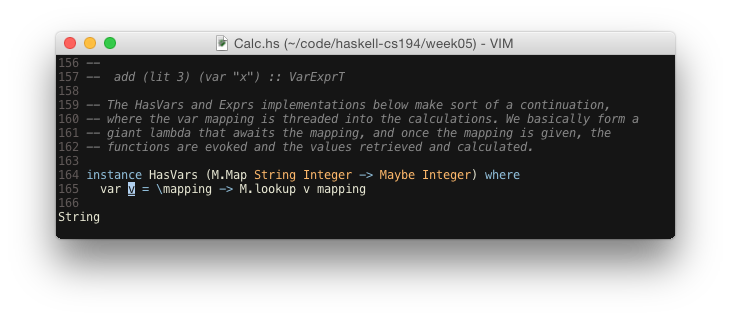 Calc.hs (~/code/haskell-cs194/week05) - VIM
156 --
157 --  add (lit 3) (var "x") :: VarExprT
158
159 -- The HasVars and Exprs implementations below make sort of a continuation,
160 -- where the var mapping is threaded into the calculations. We basically form a
161 -- giant lambda that awaits the mapping, and once the mapping is given, the
162 -- functions are evoked and the values retrieved and calculated.
163
164 instance HasVars (M.Map String Integer -> Maybe Integer) where
165   var v = \mapping -> M.lookup v mapping
166
String